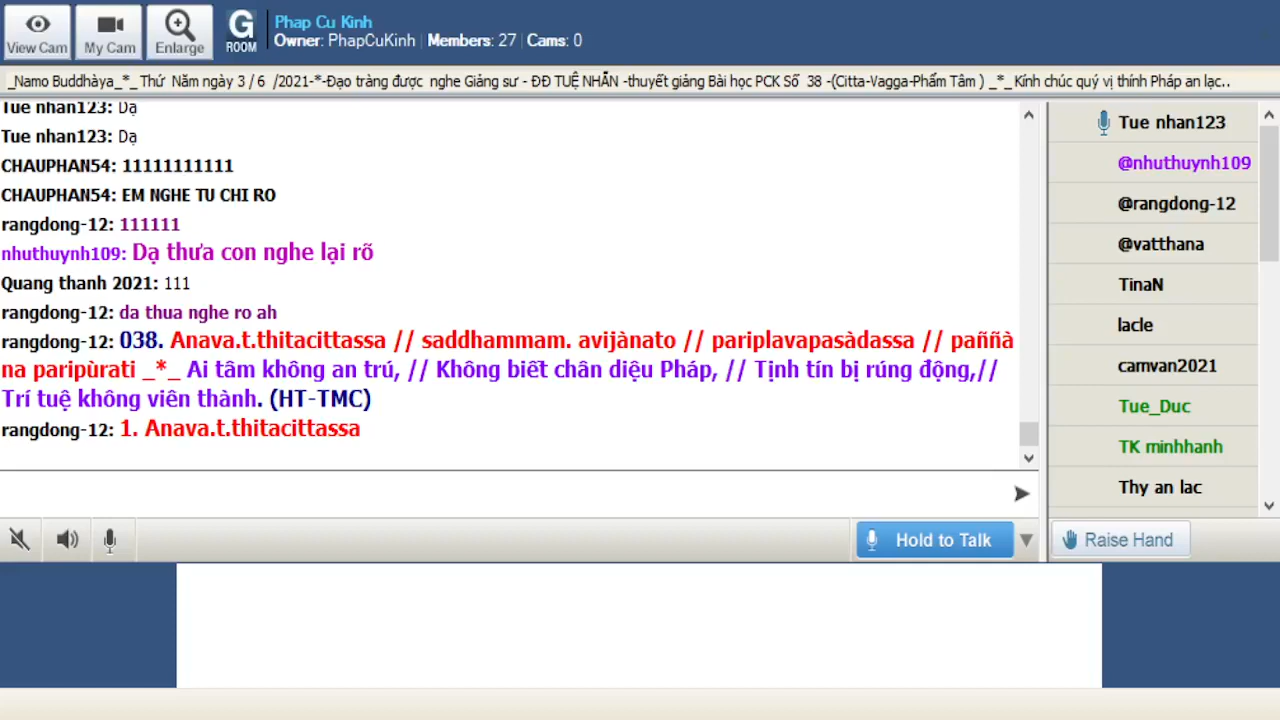 View Cam
My Cam
Enlarge
G
ROOM
Phap Cu Kinh
Owner: PhapCuKinh | Members: 27 | Cams: 0
_Namo Buddhàya_*_ Thứ Năm ngày 3 / 6 /2021-*-Đạo tràng được nghe Giảng sư - ĐĐ TUỆ NHẪN -thuyết giảng Bài học PCK Số 38 -(Citta-Vagga-Phẩm Tâm ) _*_ Kính chúc quý vị thính Pháp an lạc..
Tue nhan123: Dạ
Tue nhan123: Dạ
CHAUPHAN54: 11111111111
CHAUPHAN54: EM NGHE TU CHI RO
rangdong-12: 111111
nhuthuynh109: Dạ thưa con nghe lại rõ
Quang thanh 2021: 111
rangdong-12: da thua nghe ro ah
rangdong-12: 038. Anava.t.thitacittassa // saddhammam. avijànato // pariplavapasàdassa // paññà
na paripùrati _*_ Ai tâm không an trú, // Không biết chân diệu Pháp, // Tịnh tín bị rúng động,//
Trí tuệ không viên thành. (HT-TMC)
rangdong-12: 1. Anava.t.thitacittassa
Tue nhan123
@nhuthuynh109
@rangdong-12
@vatthana
TinaN
lacle
camvan2021
Tue_Duc
TK minhhanh
Thy an lac
Hold to Talk
Raise Hand